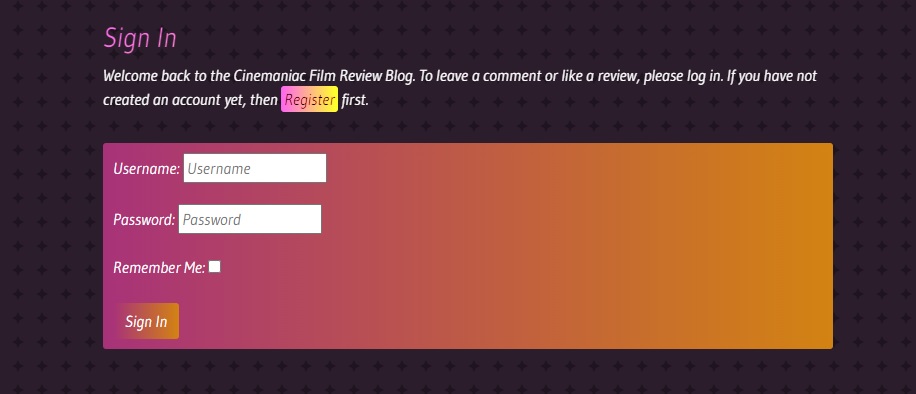 Sign In
Welcome back to the Cinemaniac Film Review Blog. To leave a comment or like a review, please log in. If you have not
created an account yet, then Register first.
Username: Username
Password: Password
Remember Me:
Sign In